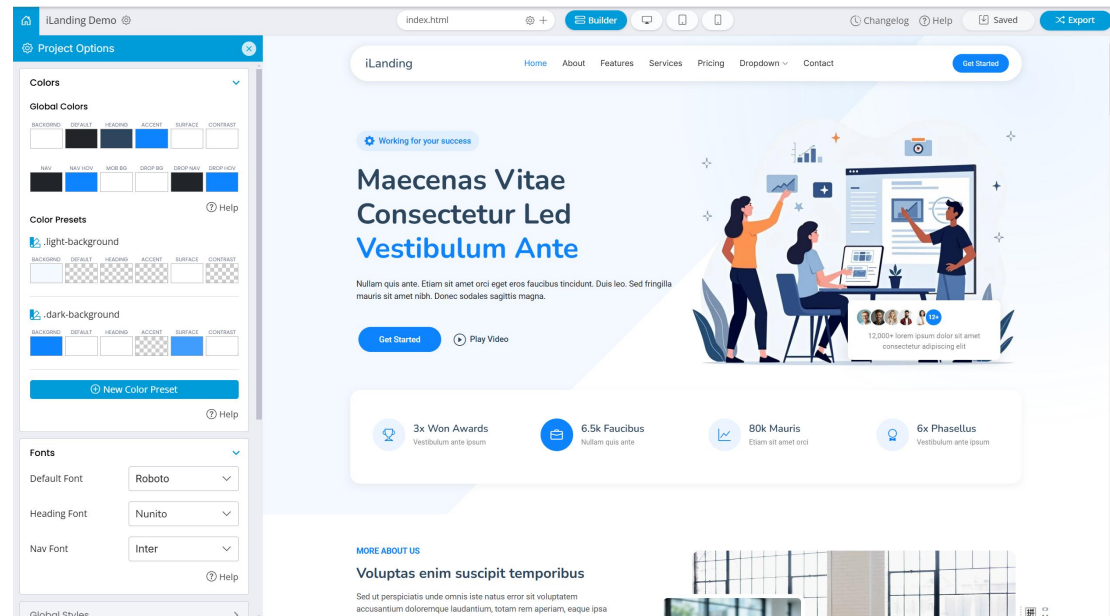 iLanding Demo
index.html
Builder
Changelog
Help
Saved
Export
Project Options
Colors
Global Colors
BACKGRND DEFAULT HEADING ACCENT SURFACE CONTRAST
NAV NAV HOV MOB BG DROP BG DROP NAV DROP HOV
Help
Color Presets
.light-background
BACKGRND DEFAULT HEADING ACCENT SURFACE CONTRAST
.dark-background
BACKGRND DEFAULT HEADING ACCENT SURFACE CONTRAST
New Color Preset
Help
Fonts
Default Font Roboto
Heading Font Nunito
Nav Font Inter
Help
Global Styles
iLanding
Home About Features Services Pricing Dropdown Contact
Get Started
Working for your success
Maecenas Vitae
Consectetur Led
Vestibulum Ante
Nullam quis ante. Etiam sit amet orci eget eros faucibus tincidunt. Duis leo. Sed fringilla
mauris sit amet nibh. Donec sodales sagittis magna.
Get Started
Play Video
12+
12,000+ lorem ipsum dolor sit amet
consectetur adipiscing elit
3x Won Awards
Vestibulum ante ipsum
6.5k Faucibus
Nullam quis ante
80k Mauris
Etiam sit amet orci
6x Phasellus
Vestibulum ante ipsum
MORE ABOUT US
Voluptas enim suscipit temporibus
Sed ut perspiciatis unde omnis iste natus error sit voluptatem
accusantium doloremque laudantium, totam rem aperiam, eaque ipsa